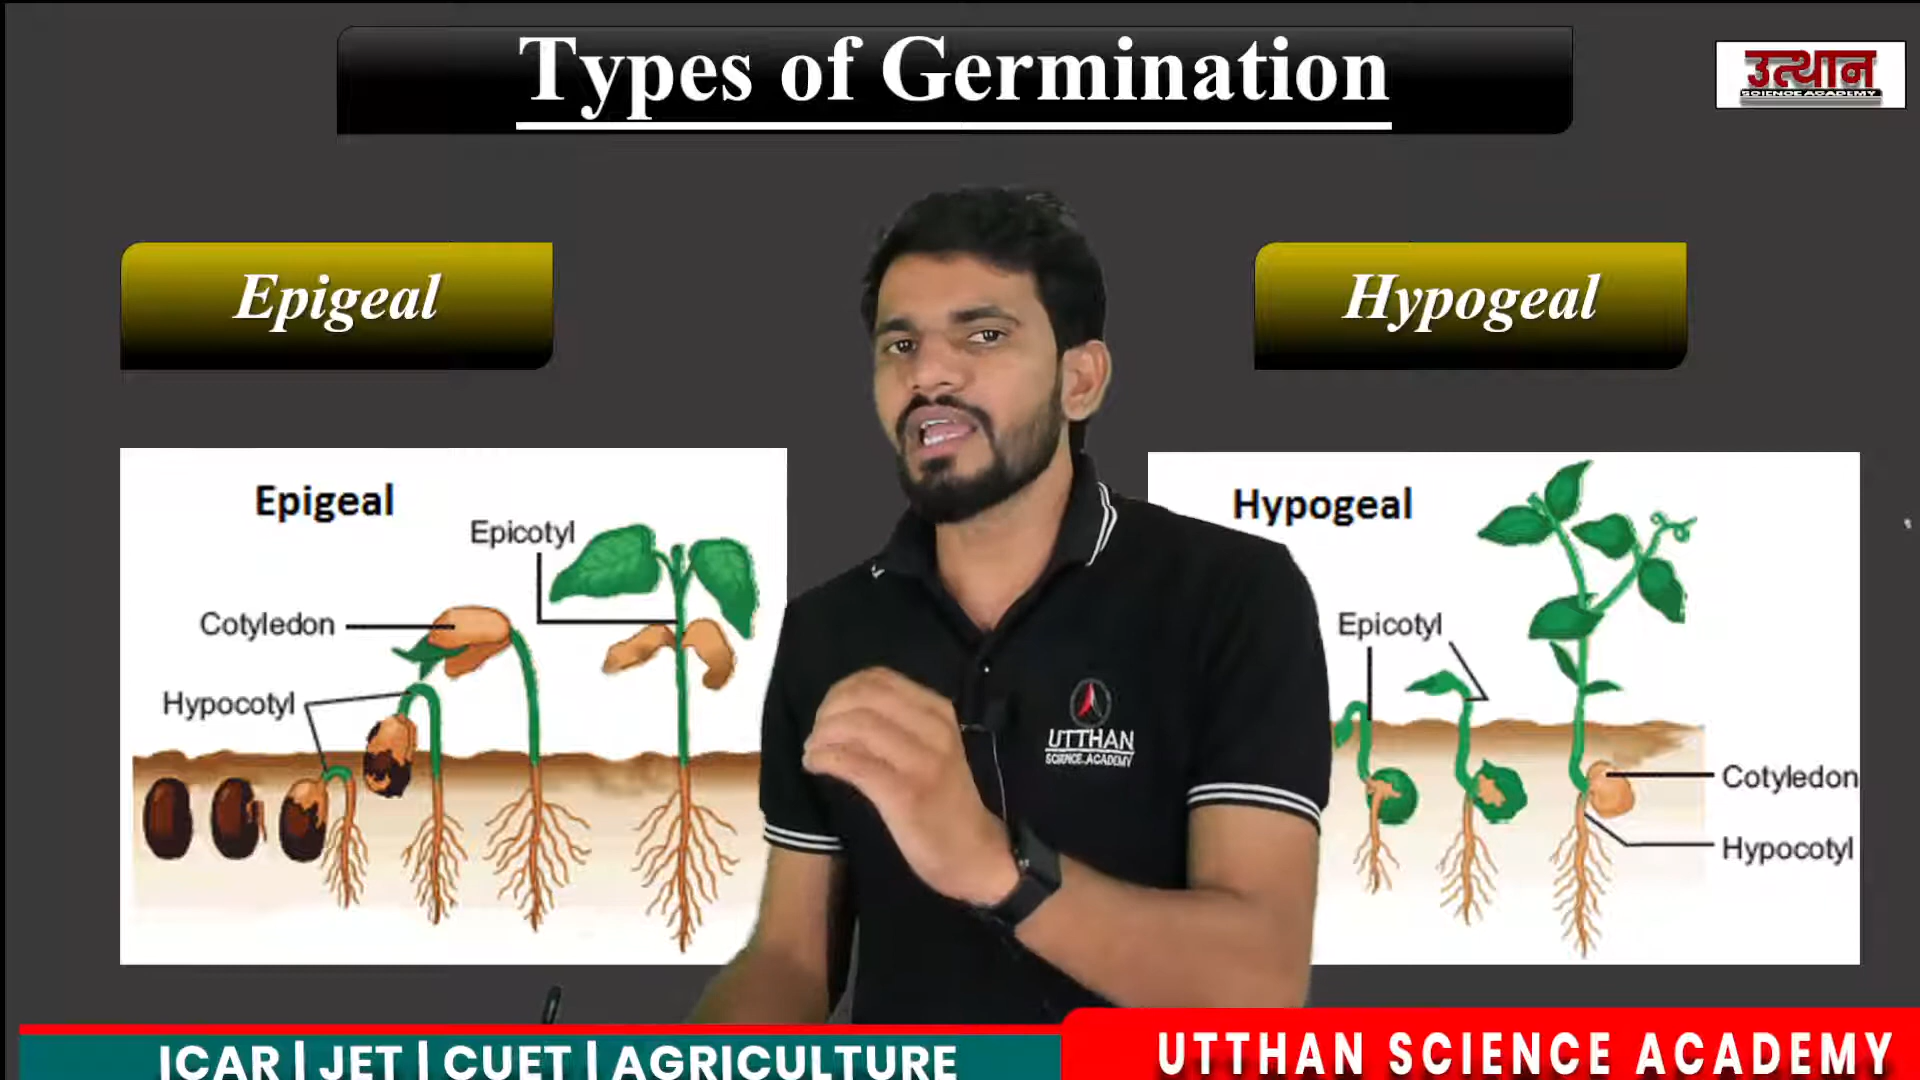 Types of Germination
उत्थान
SCIENCE ACADEMY
Epigeal
Hypogeal
Epigeal
Epicotyl
Cotyledon
Hypocotyl
Hypogeal
Epicotyl
Cotyledon
Hypocotyl
UTTHAN
SCIENCE ACADEMY
ICAR | JET | CUET | AGRICULTURE
UTTHAN SCIENCE ACADEMY